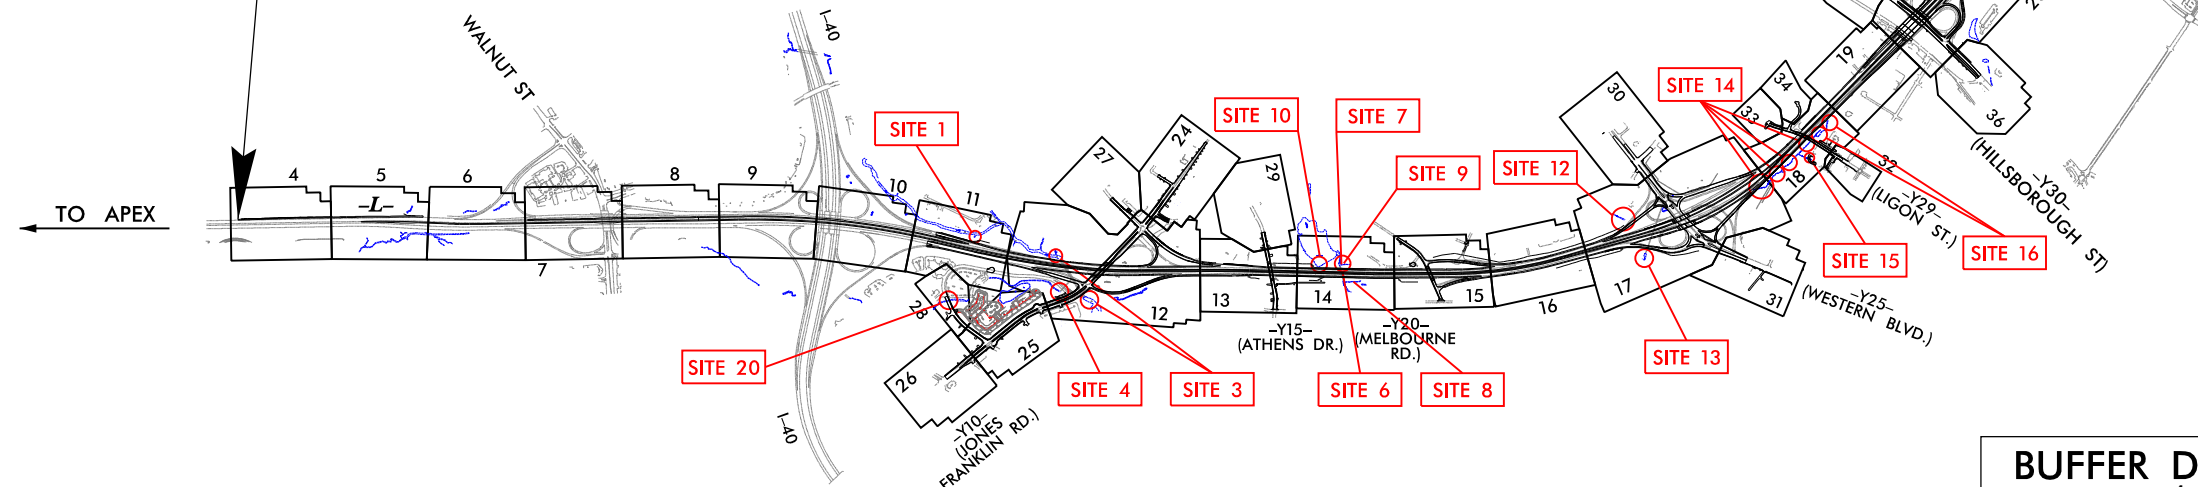 I-40
WALNUT ST
TO APEX
4
5
-L-
6
7
8
9
10
11
SITE 1
27
24
SITE 10
SITE 7
29
SITE 9
SITE 12
30
SITE 14
34
33
19
36
32
18
-Y30-
(HILLSBOROUGH ST)
-Y29-
(LIGON ST.)
SITE 15
SITE 16
28
12
13
14
15
16
17
31
-Y25-
(WESTERN BLVD.)
-Y15-
(ATHENS DR.)
-Y20-
(MELBOURNE
RD.)
SITE 13
25
26
SITE 20
SITE 4
SITE 3
SITE 6
SITE 8
I-40
-Y10-
(JONES
FRANKLIN RD.)
BUFFER D